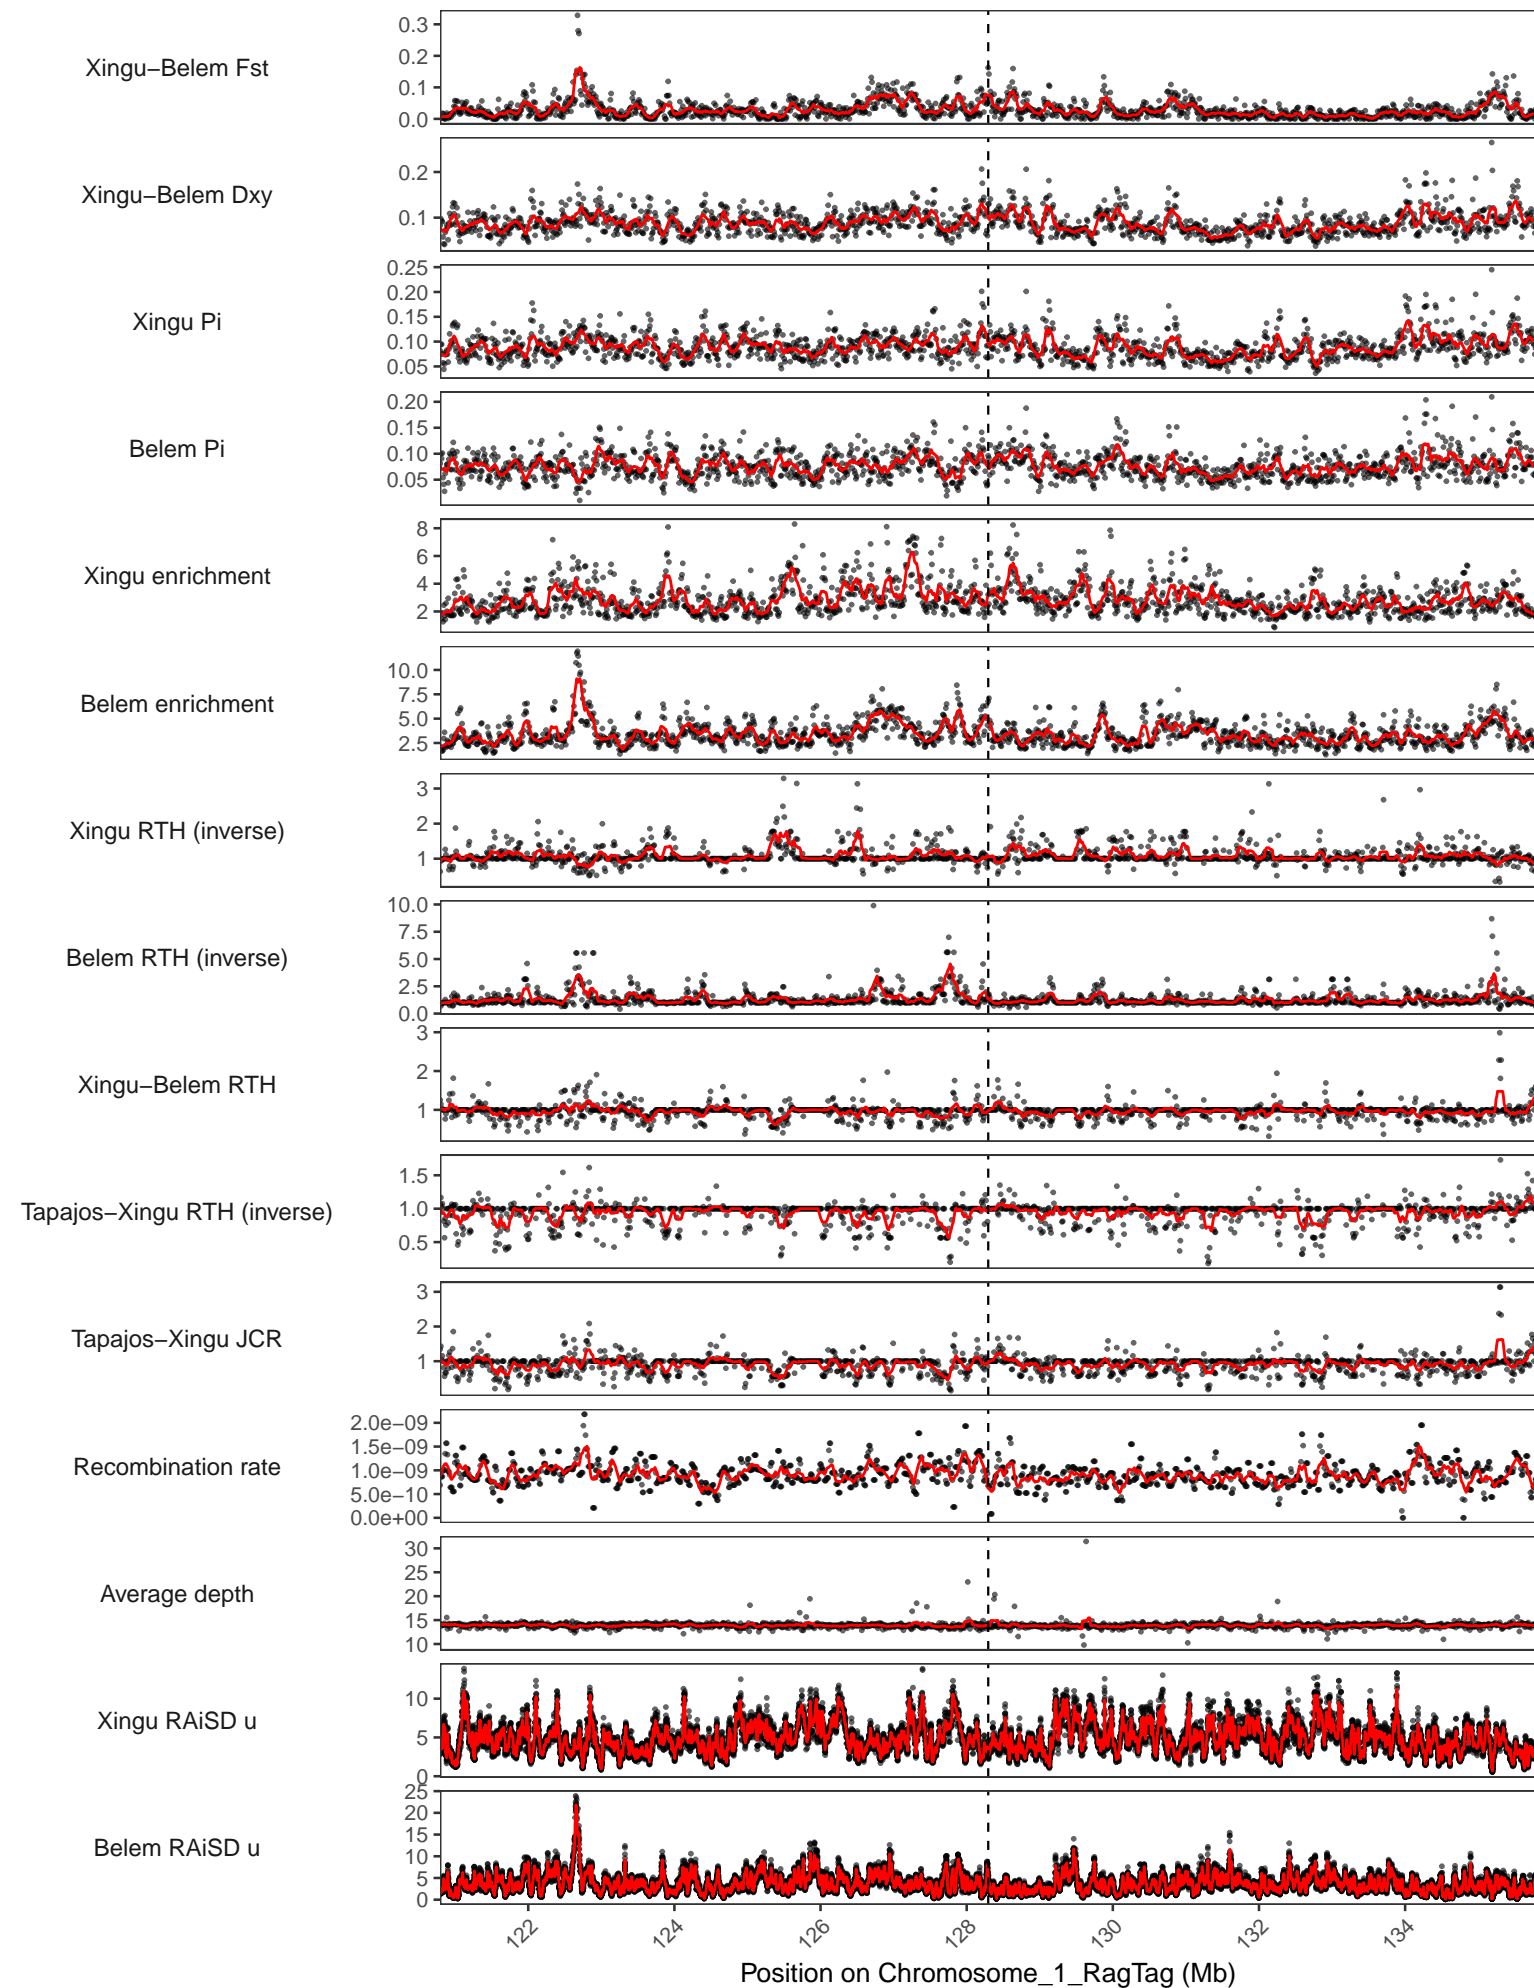 Xingu−Belem Fst
0.3
0.2
0.1
0.0
Xingu−Belem Dxy
0.2
0.1
Xingu Pi
0.25
0.20
0.15
0.10
0.05
Belem Pi
0.20
0.15
0.10
0.05
Xingu enrichment
8
6
4
2
Belem enrichment
10.0
7.5
5.0
2.5
Xingu RTH (inverse)
3
2
1
Belem RTH (inverse)
10.0
7.5
5.0
2.5
0.0
Xingu−Belem RTH
3
2
1
Tapajos−Xingu RTH (inverse)
1.5
1.0
0.5
Tapajos−Xingu JCR
3
2
1
Recombination rate
2.0e−09
1.5e−09
1.0e−09
5.0e−10
0.0e+00
Average depth
30
25
20
15
10
Xingu RAiSD u
10
5
0
Belem RAiSD u
25
20
15
10
5
0
122 124 126 128 130 132 134
Position on Chromosome_1_RagTag (Mb)